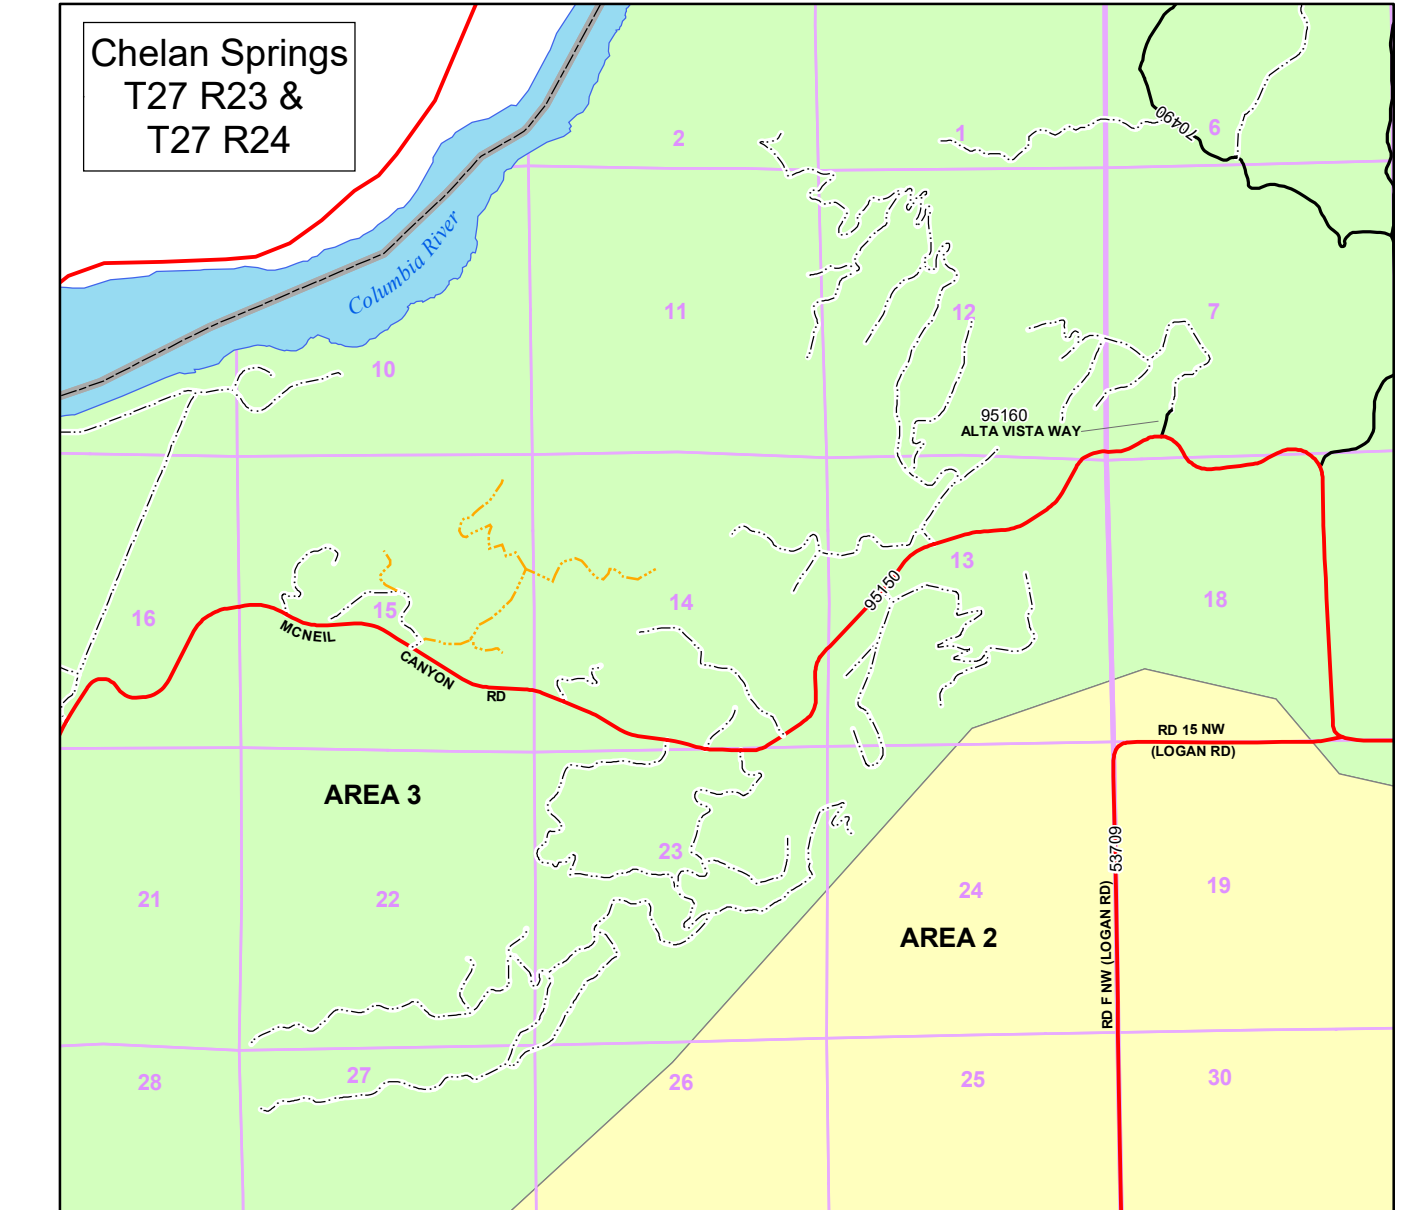 Chelan Springs
T27 R23 &
T27 R24
2
1
6
70490
Columbia River
11
12
7
10
95160
ALTA VISTA WAY
13
95150
16
15
14
18
MCNEIL
CANYON
RD
RD 15 NW
(LOGAN RD)
AREA 3
53709
23
21
22
24
19
AREA 2
RD F NW (LOGAN RD)
28
27
26
25
30